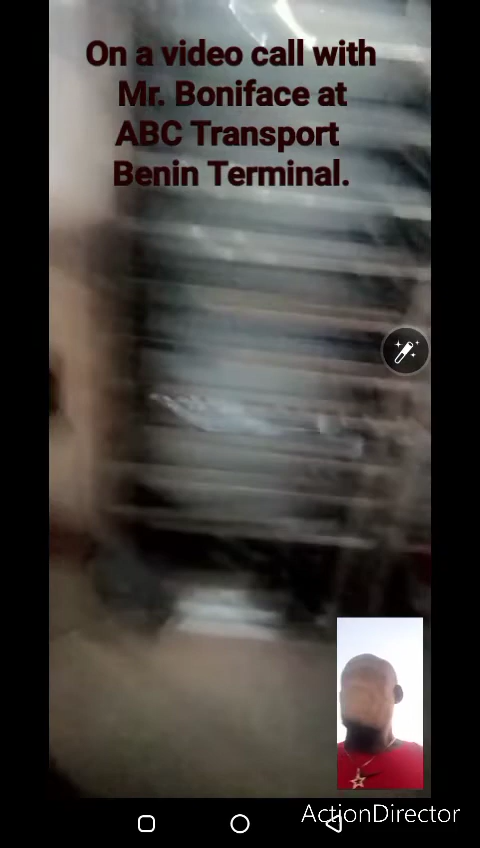 On a video call with
Mr. Boniface at
ABC Transport
Benin Terminal.
ActionDirector